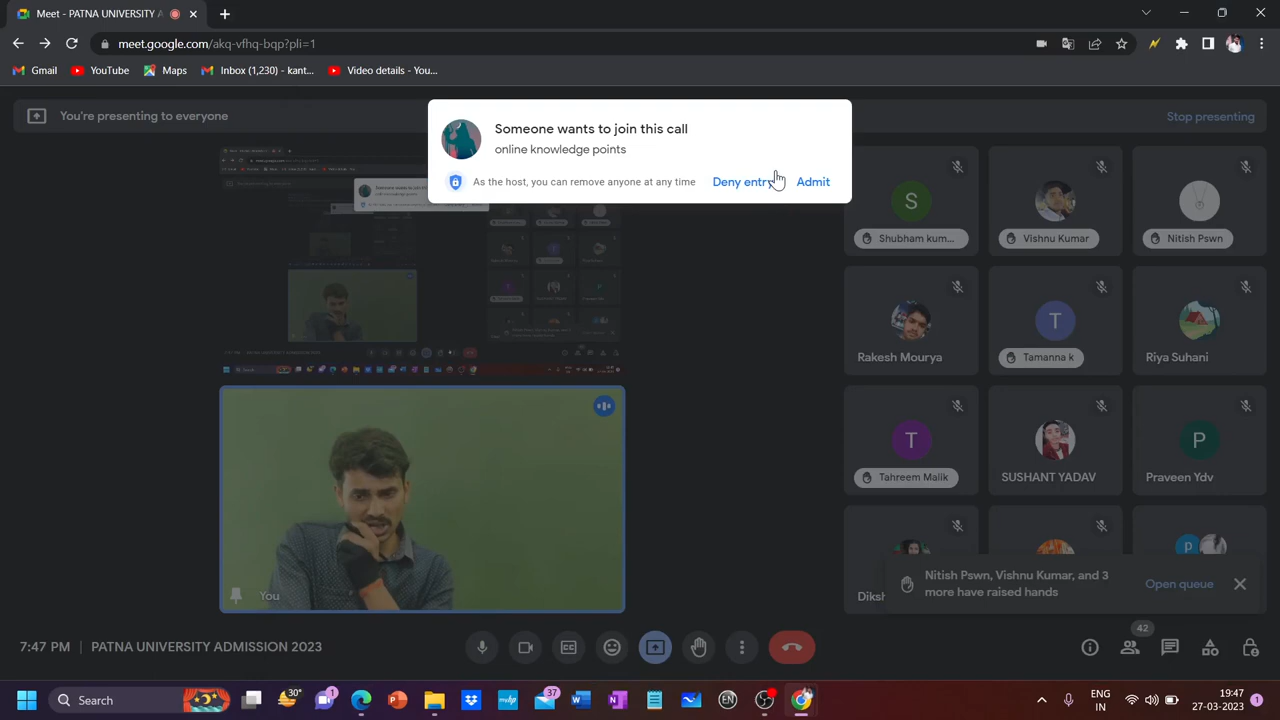 Meet - PATNA UNIVERSITY ADMISS
meet.google.com/akq-vfhq-bqp?pli=1
Gmail
YouTube
Maps
Inbox (1,230) - kant...
Video details - You...
You're presenting to everyone
Stop presenting
Someone wants to join this call
online knowledge points
As the host, you can remove anyone at any time
Deny entry
Admit
S
Shubham kum...
Vishnu Kumar
Nitish Pswn
Rakesh Mourya
T
Tamanna k
Riya Suhani
T
Tahreem Malik
SUSHANT YADAV
P
Praveen Ydv
Diksh
p
Nitish Pswn, Vishnu Kumar, and 3
more have raised hands
Open queue
You
7:47 PM | PATNA UNIVERSITY ADMISSION 2023
42
Search
30°
1
37
ENG
IN
19:47
27-03-2023
1